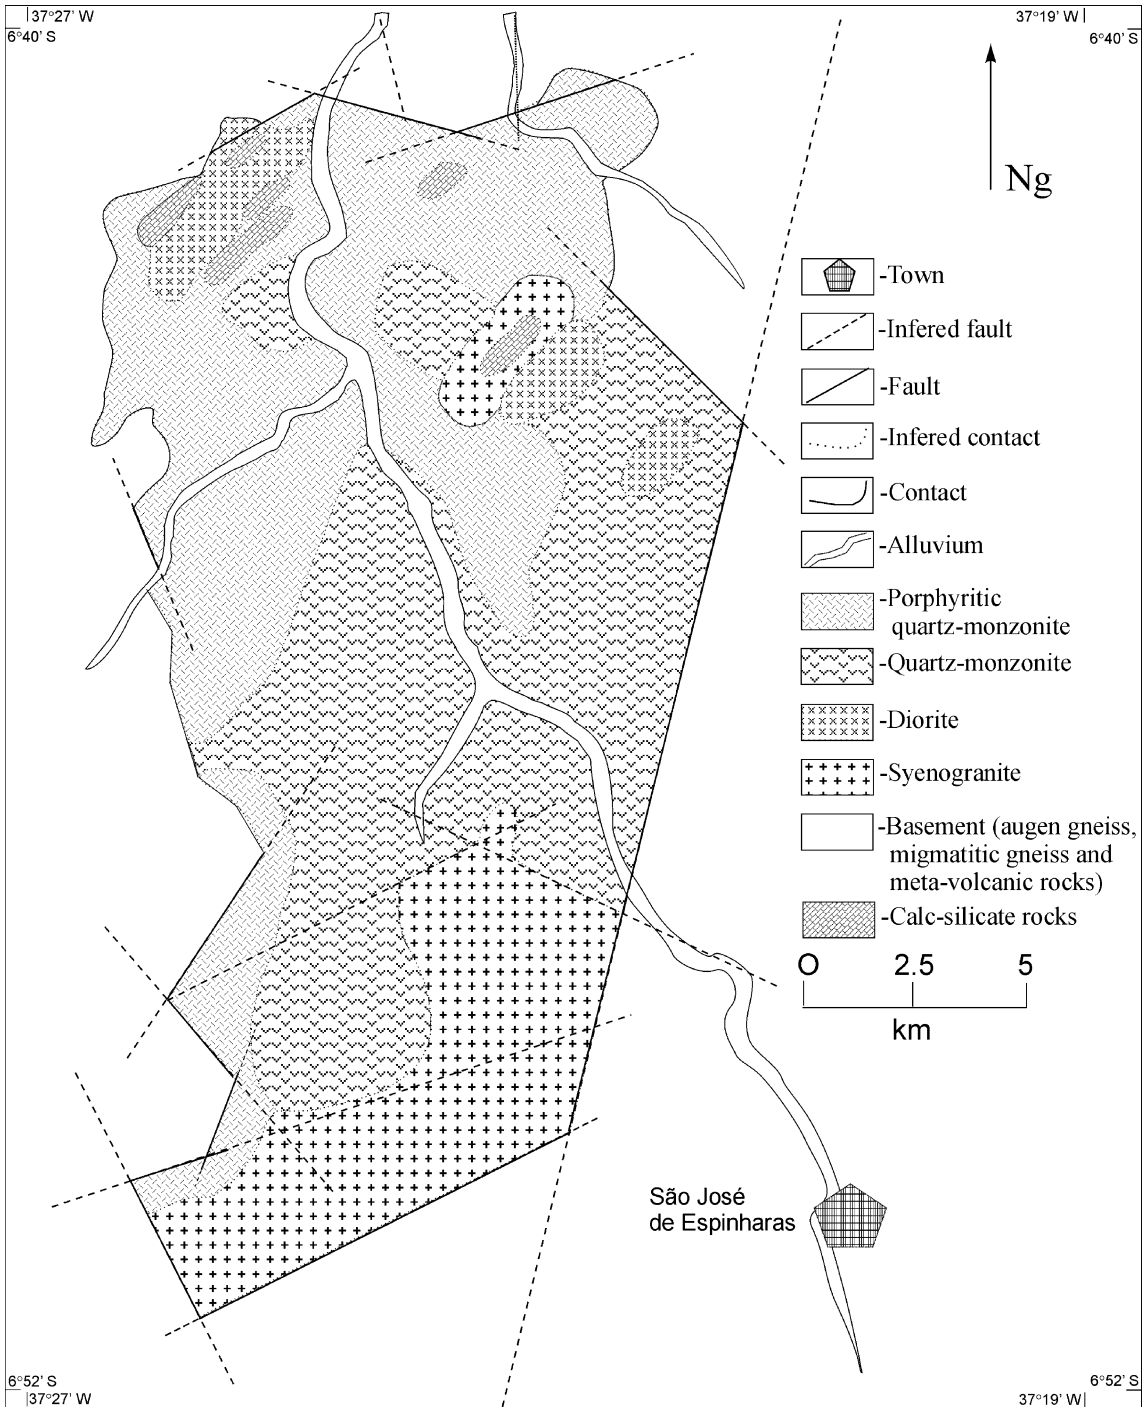 37°27' W
37°19' W
6°40' S
6°40' S
Ng
-Town
-Infered fault
-Fault
-Infered contact
-Contact
-Alluvium
-Porphyritic
quartz-monzonite
-Quartz-monzonite
-Diorite
-Syenogranite
-Basement (augen gneiss,
migmatitic gneiss and
meta-volcanic rocks)
-Calc-silicate rocks
O 2.5 5
km
São José
de Espinharas
6°52' S
6°52' S
37°27' W
37°19' W